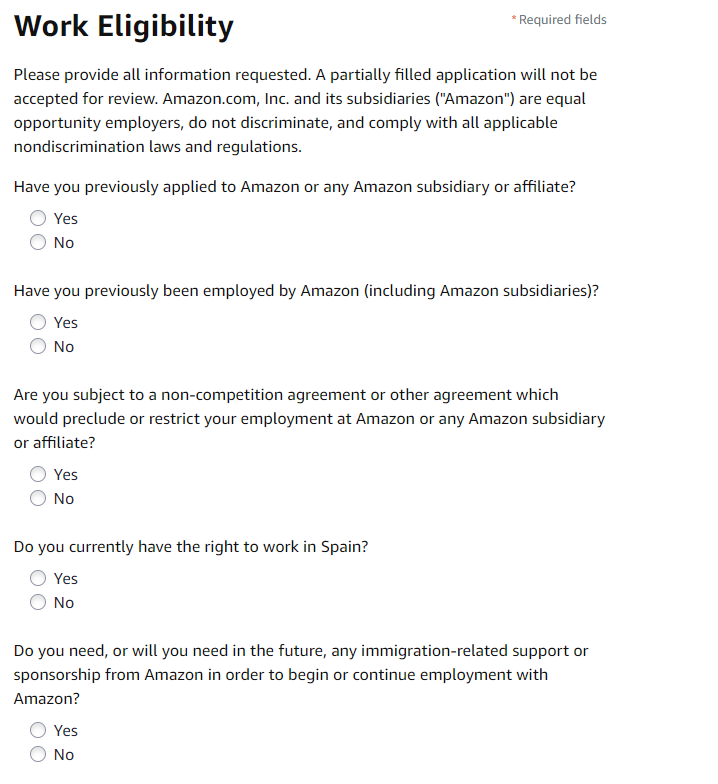 Work Eligibility
* Required fields
Please provide all information requested. A partially filled application will not be
accepted for review. Amazon.com, Inc. and its subsidiaries ("Amazon") are equal
opportunity employers, do not discriminate, and comply with all applicable
nondiscrimination laws and regulations.
Have you previously applied to Amazon or any Amazon subsidiary or affiliate?
Yes
No
Have you previously been employed by Amazon (including Amazon subsidiaries)?
Yes
No
Are you subject to a non-competition agreement or other agreement which
would preclude or restrict your employment at Amazon or any Amazon subsidiary
or affiliate?
Yes
No
Do you currently have the right to work in Spain?
Yes
No
Do you need, or will you need in the future, any immigration-related support or
sponsorship from Amazon in order to begin or continue employment with
Amazon?
Yes
No